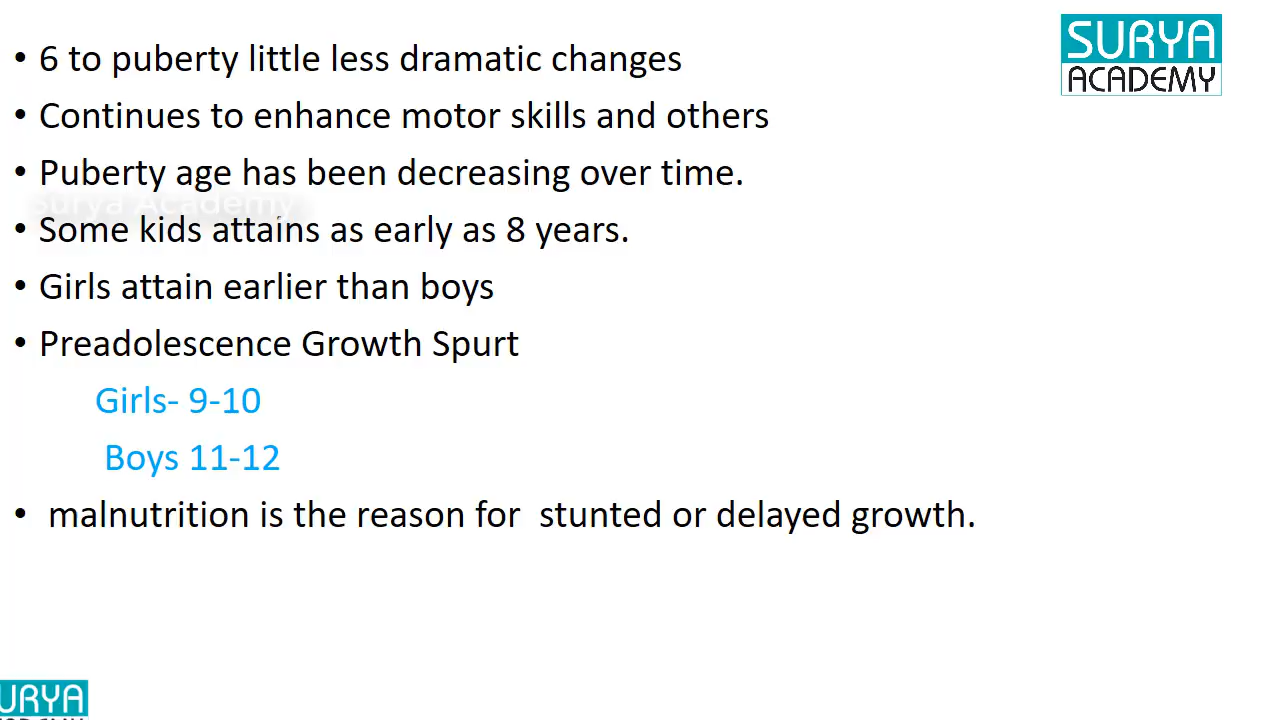 SURYA
ACADEMY
• 6 to puberty little less dramatic changes
• Continues to enhance motor skills and others
• Puberty age has been decreasing over time.
Surya Academy
• Some kids attains as early as 8 years.
• Girls attain earlier than boys
• Preadolescence Growth Spurt
Girls- 9-10
Boys 11-12
• malnutrition is the reason for stunted or delayed growth.
URYA